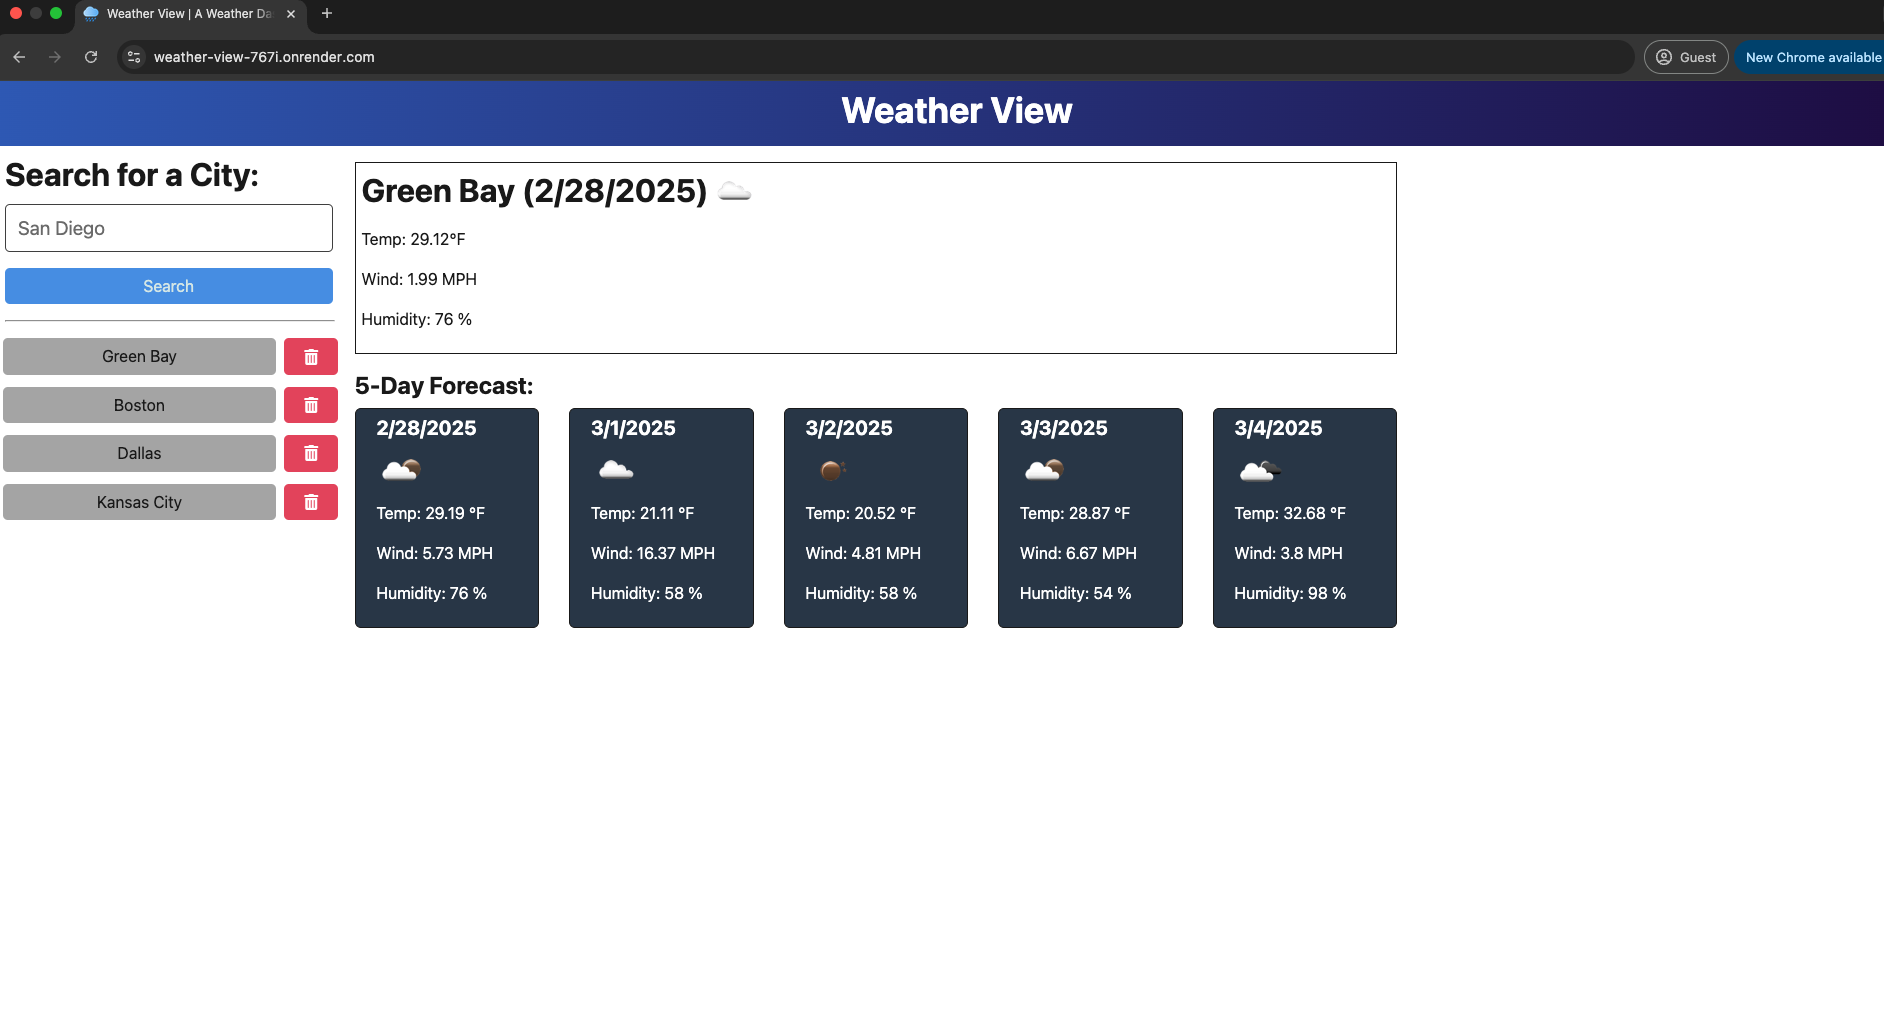 Weather View | A Weather Da
weather-view-767i.onrender.com
Guest
New Chrome available
Weather View
Search for a City:
San Diego
Search
Green Bay
Boston
Dallas
Kansas City
Green Bay (2/28/2025)
Temp: 29.12°F
Wind: 1.99 MPH
Humidity: 76 %
5-Day Forecast:
2/28/2025
Temp: 29.19 °F
Wind: 5.73 MPH
Humidity: 76 %
3/1/2025
Temp: 21.11 °F
Wind: 16.37 MPH
Humidity: 58 %
3/2/2025
Temp: 20.52 °F
Wind: 4.81 MPH
Humidity: 58 %
3/3/2025
Temp: 28.87 °F
Wind: 6.67 MPH
Humidity: 54 %
3/4/2025
Temp: 32.68 °F
Wind: 3.8 MPH
Humidity: 98 %